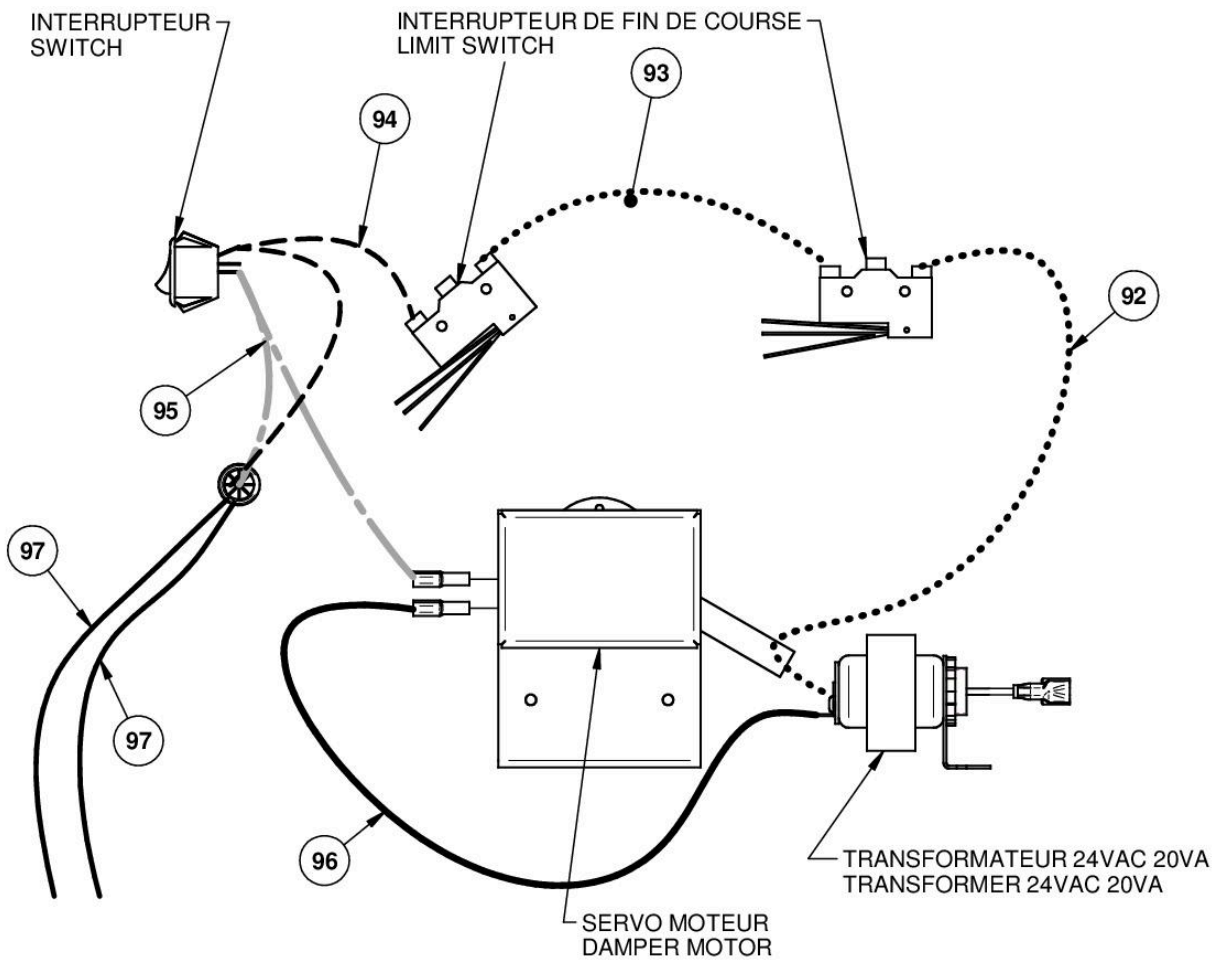 INTERRUPTEUR
SWITCH
INTERRUPTEUR DE FIN DE COURSE
LIMIT SWITCH
93
94
92
95
97
97
96
TRANSFORMATEUR 24VAC 20VA
TRANSFORMER 24VAC 20VA
SERVO MOTEUR
DAMPER MOTOR